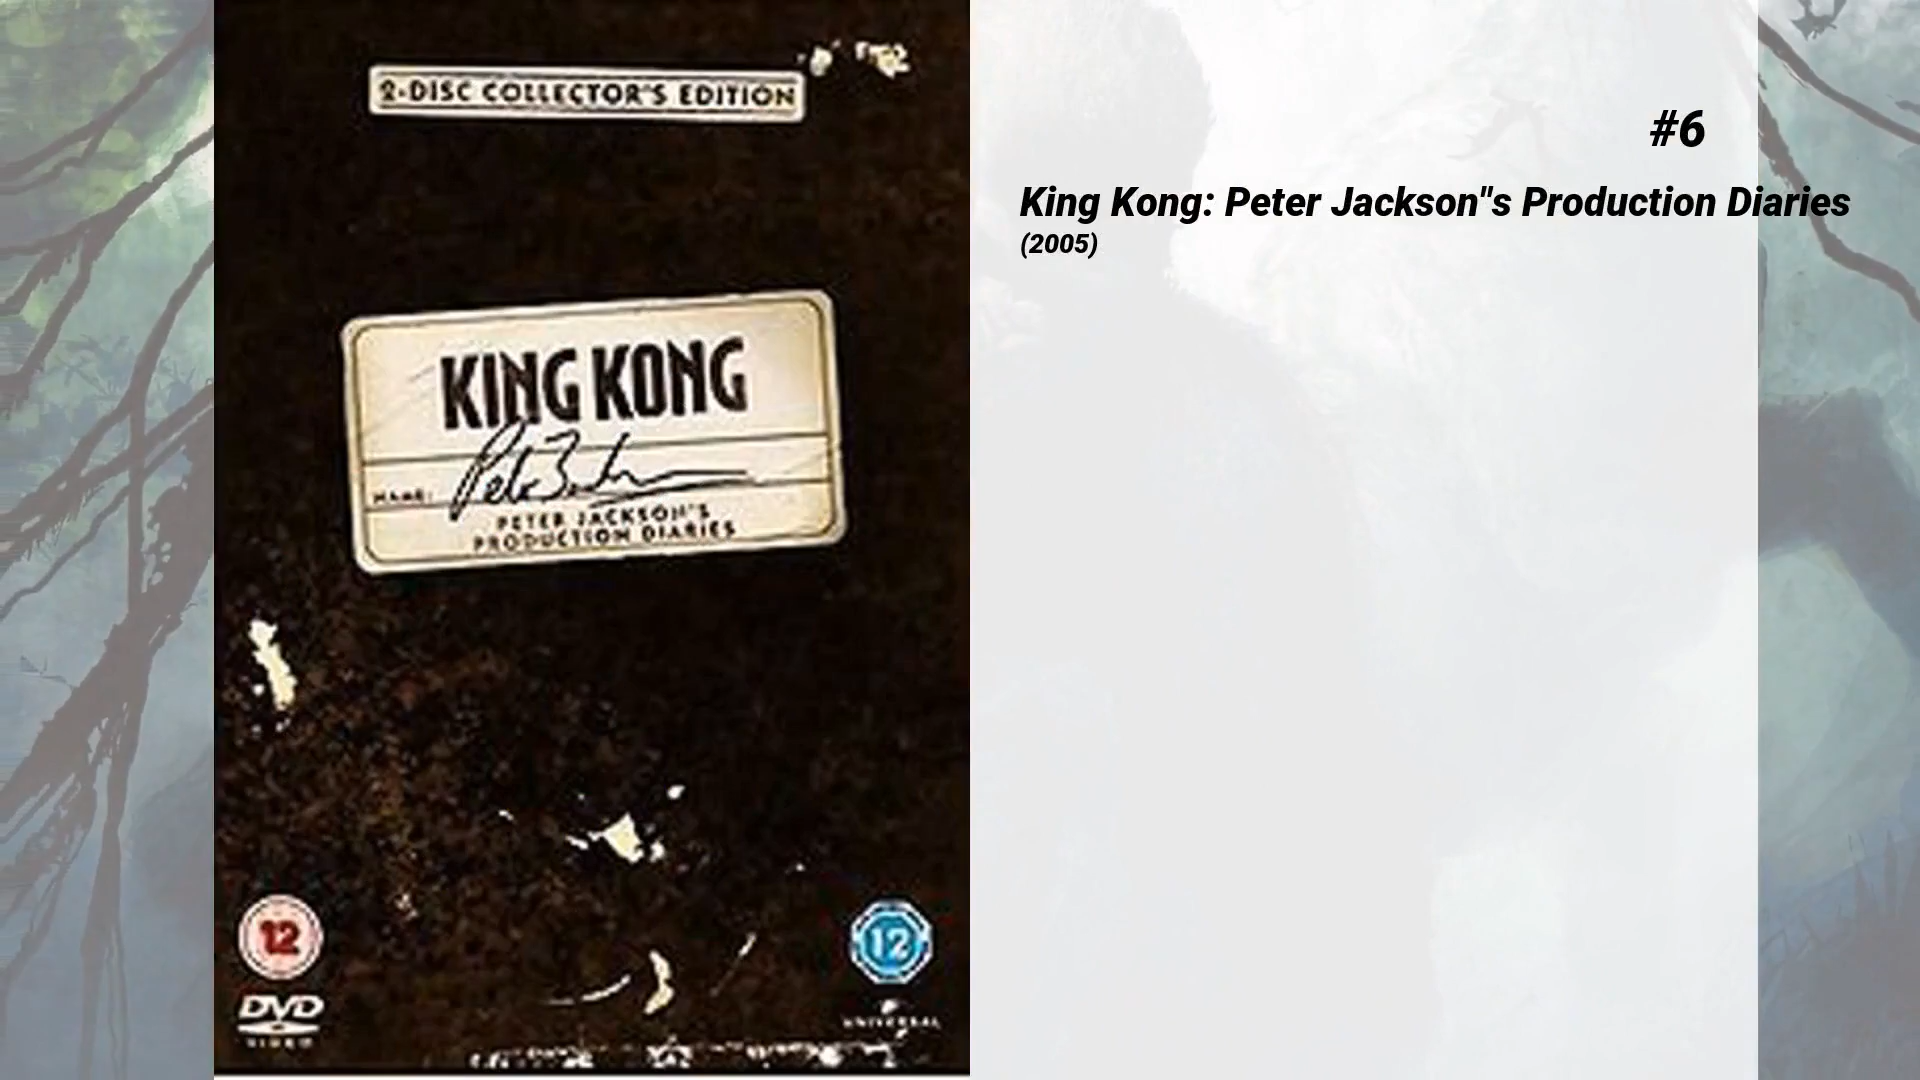 2-DISC COLLECTOR'S EDITION
KING KONG
NAME:
PETER JACKSON'S
PRODUCTION DIARIES
12
DVD
VIDEO
12
UNIVERSAL
#6
King Kong: Peter Jackson"s Production Diaries
(2005)